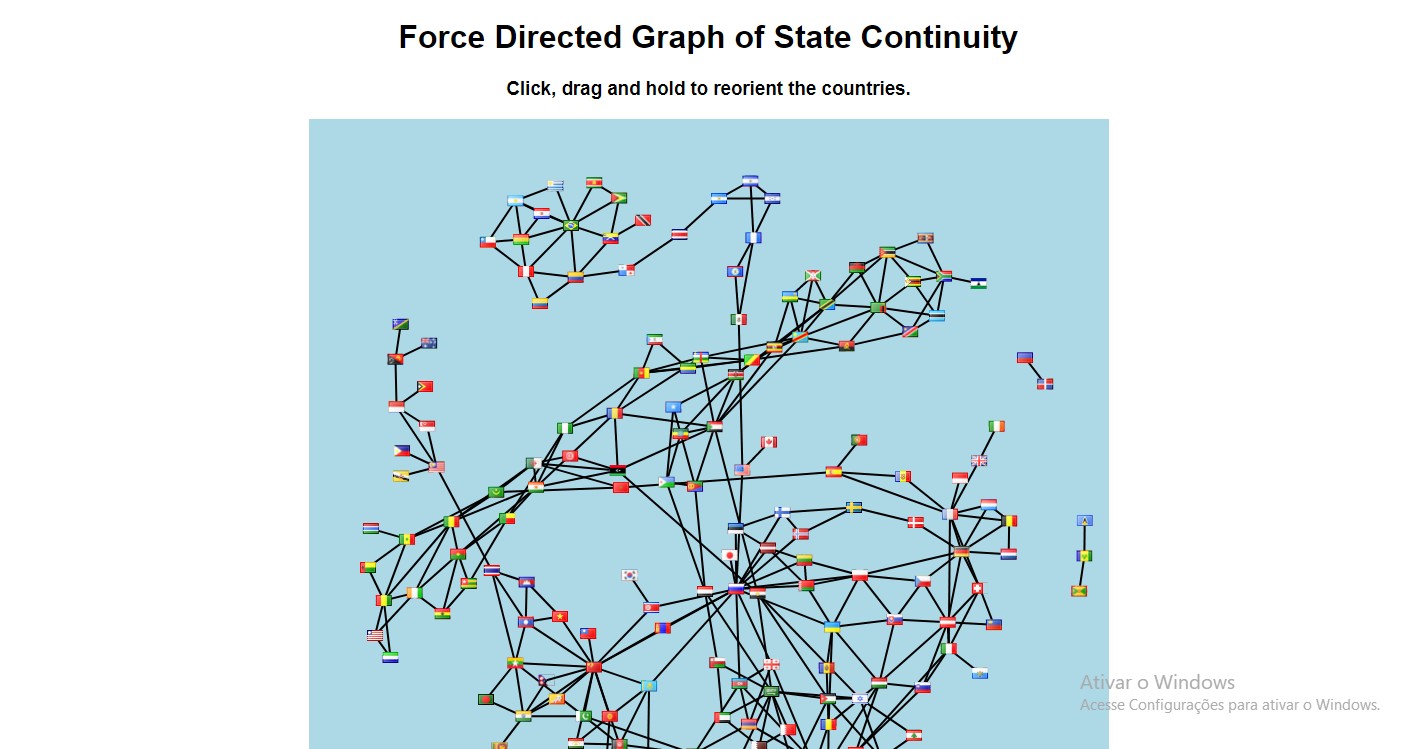 Force Directed Graph of State Continuity
Click, drag and hold to reorient the countries.
Ativar o Windows
Acesse Configurações para ativar o Windows.